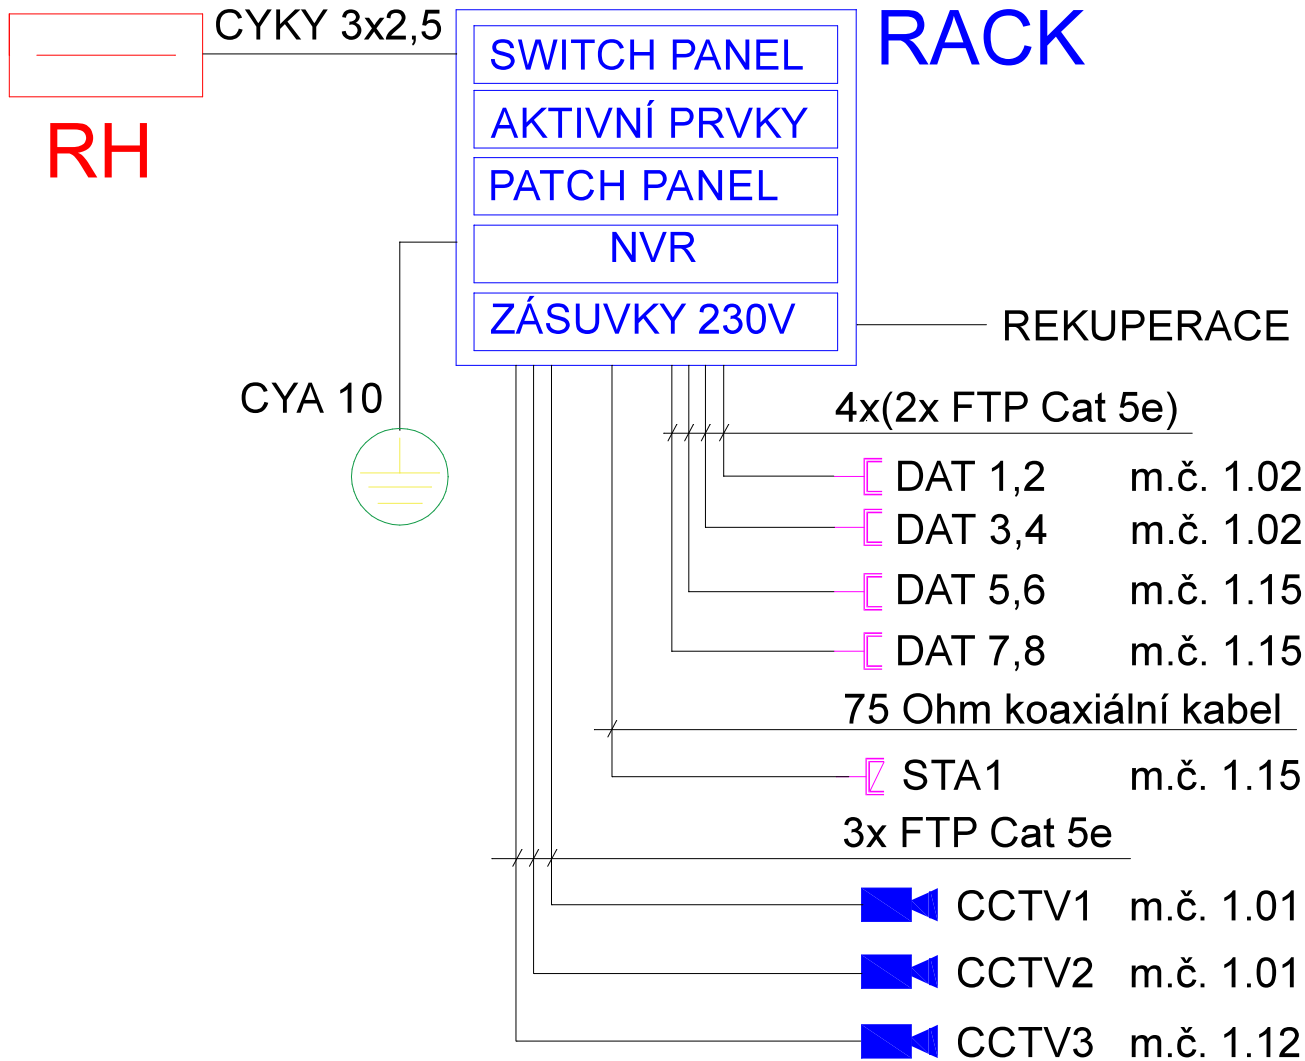 CYKY 3x2,5
RACK
RH
SWITCH PANEL
AKTIVNÍ PRVKY
PATCH PANEL
NVR
ZÁSUVKY 230V
REKUPERACE
CYA 10
4x(2x FTP Cat 5e)
DAT 1,2 m.č. 1.02
DAT 3,4 m.č. 1.02
DAT 5,6 m.č. 1.15
DAT 7,8 m.č. 1.15
75 Ohm koaxiální kabel
STA1 m.č. 1.15
3x FTP Cat 5e
CCTV1 m.č. 1.01
CCTV2 m.č. 1.01
CCTV3 m.č. 1.12